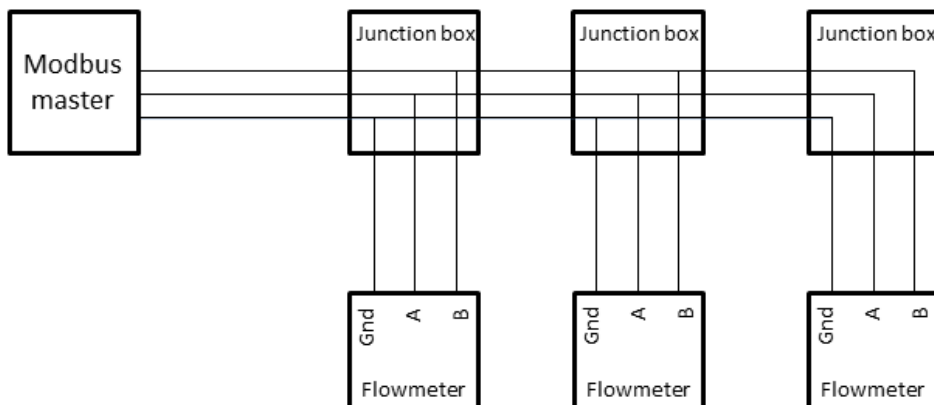 Modbus
master
Junction box
Junction box
Junction box
Gnd
A
B
Flowmeter
Gnd
A
B
Flowmeter
Gnd
A
B
Flowmeter